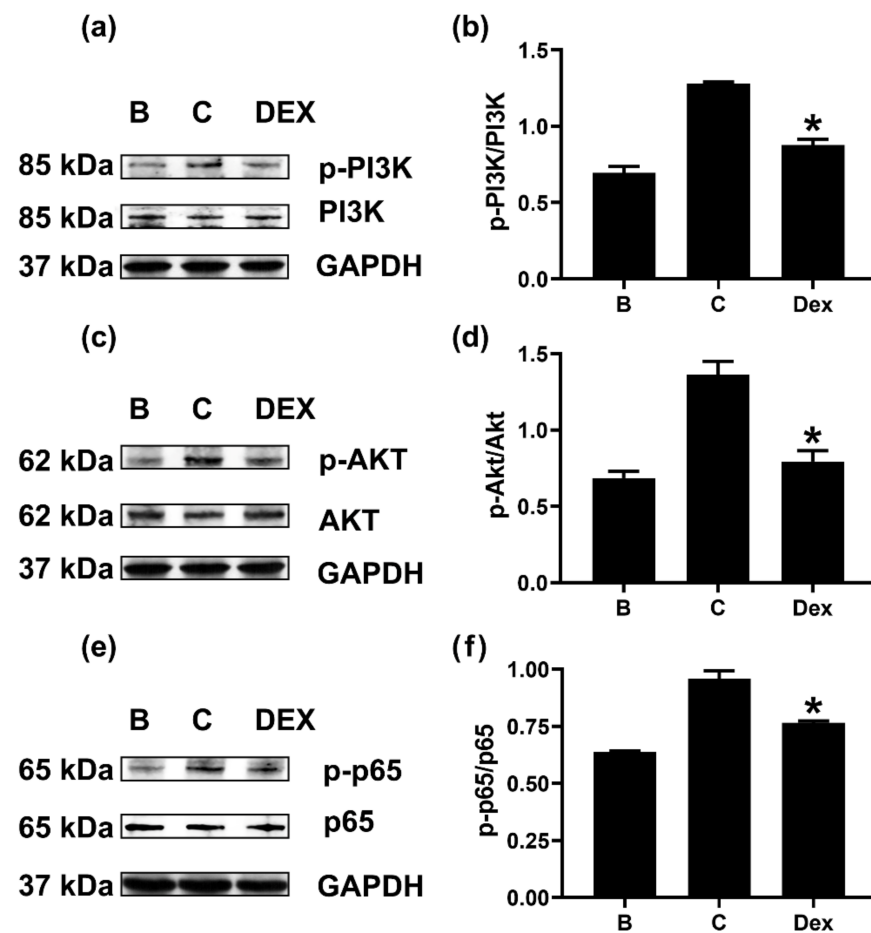 (a)
B C DEX
85 kDa p-PI3K
85 kDa PI3K
37 kDa GAPDH
(b)
p-PI3K/PI3K
1.5
1.0
0.5
0.0
*
B C Dex
(c)
B C DEX
62 kDa p-AKT
62 kDa AKT
37 kDa GAPDH
(d)
p-Akt/Akt
1.5
1.0
0.5
0.0
*
B C Dex
(e)
B C DEX
65 kDa p-p65
65 kDa p65
37 kDa GAPDH
(f)
p-p65/p65
1.00
0.75
0.50
0.25
0.00
*
B C Dex